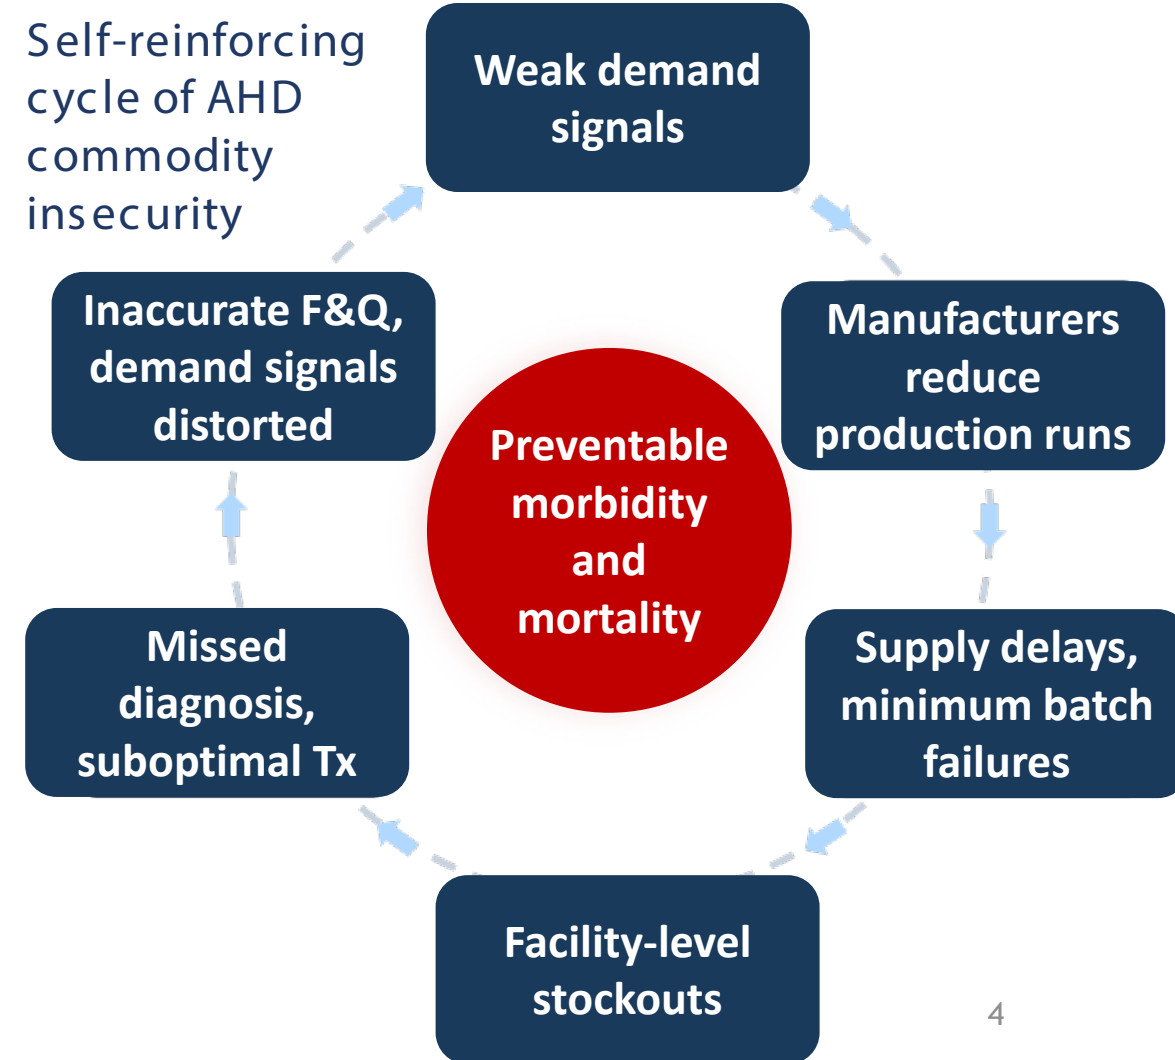 Self-reinforcing
cycle of AHD
commodity
insecurity
Weak demand
signals
Manufacturers
reduce
production runs
Supply delays,
minimum batch
failures
Facility-level
stockouts
Missed
diagnosis,
suboptimal Tx
Inaccurate F&Q,
demand signals
distorted
Preventable
morbidity
and
mortality
4